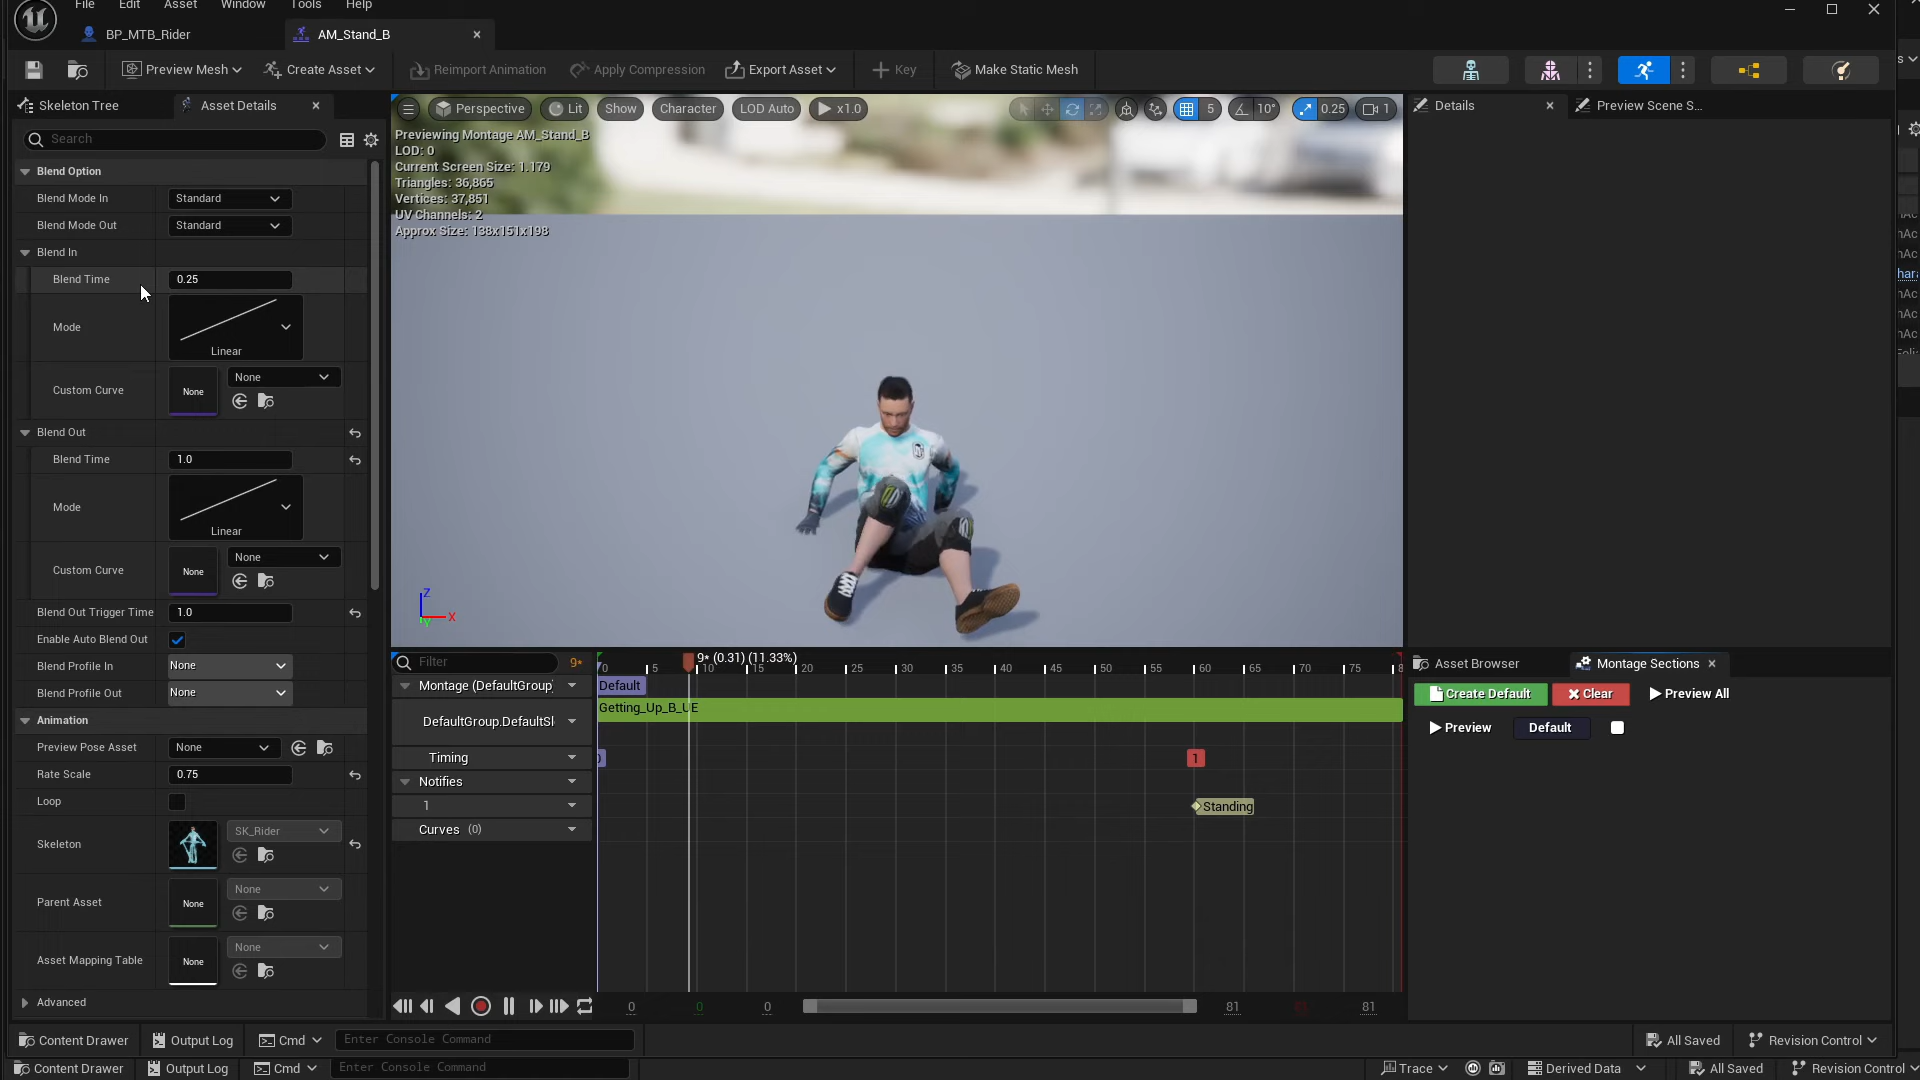 File Edit Asset Window Tools Help
BP_MTB_Rider AM_Stand_B
Preview Mesh Create Asset Reimport Animation Apply Compression Export Asset Key Make Static Mesh
Skeleton Tree Asset Details
Search
Blend Option
Blend Mode In Standard
Blend Mode Out Standard
Blend In
Blend Time 0.25
Mode
Linear
Custom Curve None None
Blend Out
Blend Time 1.0
Mode
Linear
Custom Curve None None
Blend Out Trigger Time 1.0
Enable Auto Blend Out
Blend Profile In None
Blend Profile Out None
Animation
Preview Pose Asset None
Rate Scale 0.75
Loop
Skeleton SK_Rider
Parent Asset None None
Asset Mapping Table None None
Advanced
Perspective Lit Show Character LOD Auto x1.0 5 10° 0.25 1
Previewing Montage AM_Stand_B
LOD: 0
Current Screen Size: 1.179
Triangles: 36,865
Vertices: 37,851
UV Channels: 2
Approx Size: 138x151x198
Z
X
Y
Filter 9*
9* (0.31) (11.33%)
0 5 10 15 20 25 30 35 40 45 50 55 60 65 70 75 8
Montage (DefaultGroup) Default
DefaultGroup.DefaultSl Getting_Up_B_UE
Timing 1
Notifies
1 Standing
Curves (0)
0 0 0 81 81 81
Details Preview Scene S...
Asset Browser Montage Sections
Create Default Clear Preview All
Preview Default
Content Drawer Output Log Cmd Enter Console Command All Saved Revision Control
Content Drawer Output Log Cmd Enter Console Command Trace Derived Data All Saved Revision Control